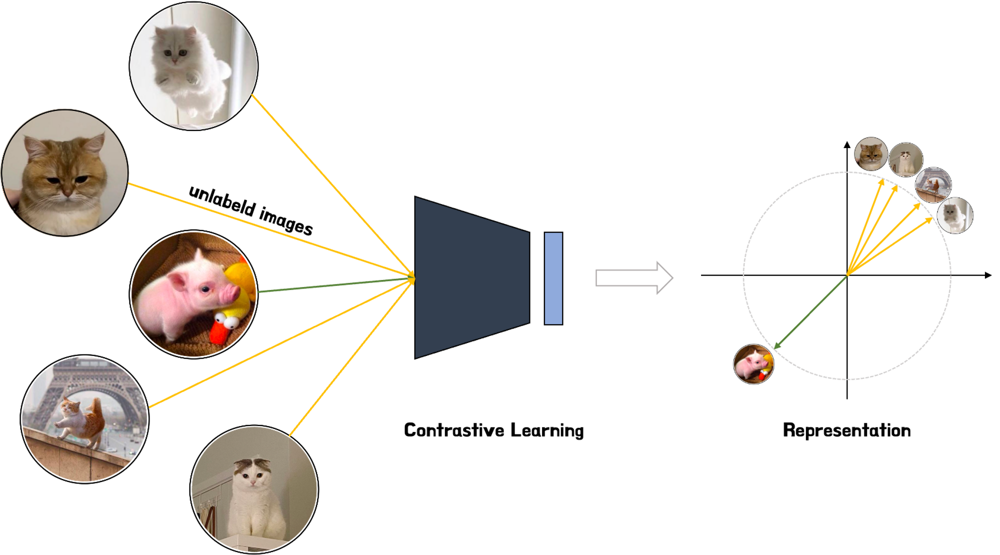 unlabeld images
Contrastive Learning
Representation